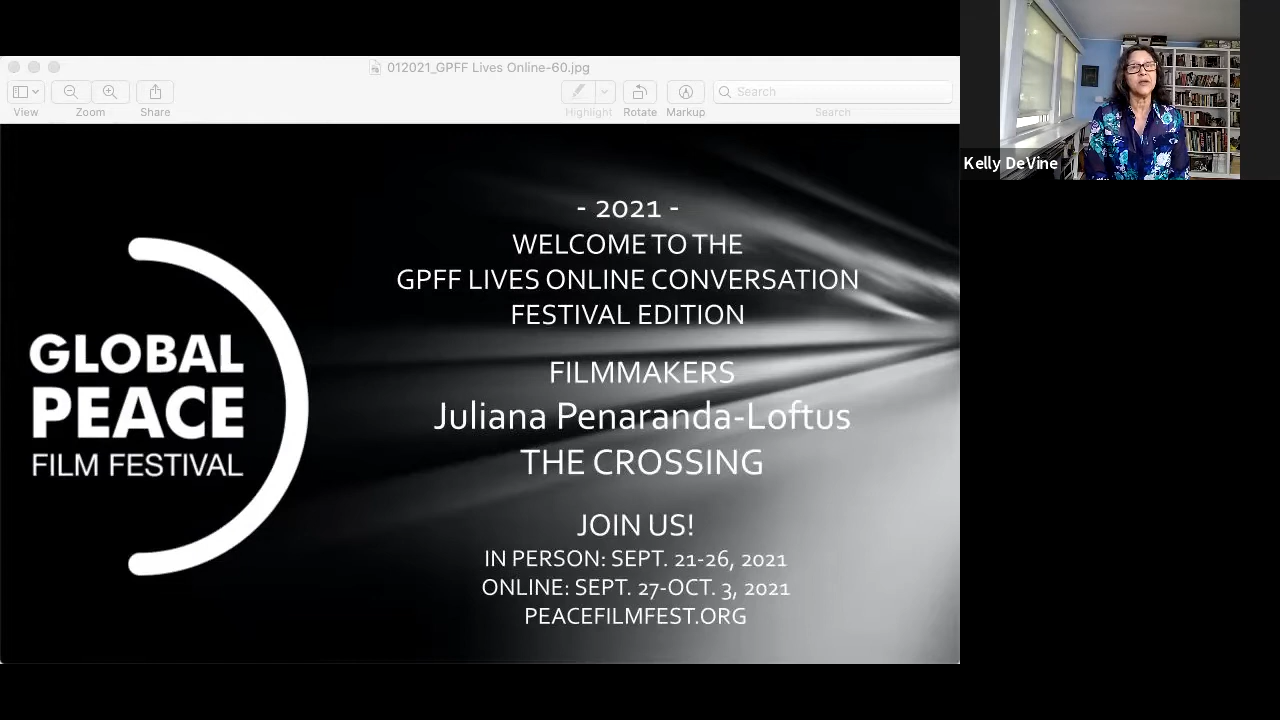 012021_GPFF Lives Online-60.jpg
View
Zoom
Share
Highlight
Rotate
Markup
Search
Search
- 2021 -
WELCOME TO THE
GPFF LIVES ONLINE CONVERSATION
FESTIVAL EDITION
FILMMAKERS
Juliana Penaranda-Loftus
THE CROSSING
JOIN US!
IN PERSON: SEPT. 21-26, 2021
ONLINE: SEPT. 27-OCT. 3, 2021
PEACEFILMFEST.ORG
GLOBAL
PEACE
FILM FESTIVAL
Kelly DeVine